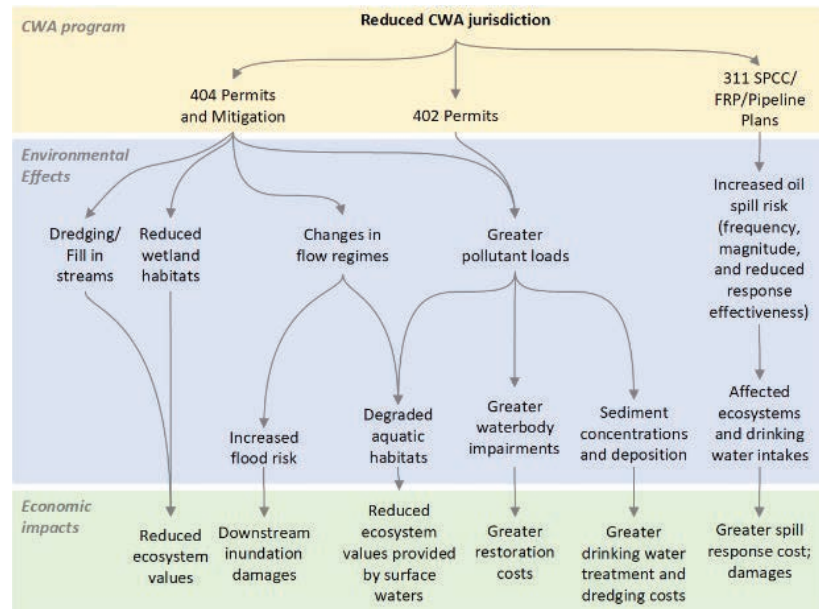 CWA program
Reduced CWA jurisdiction
404 Permits
and Mitigation
402 Permits
311 SPCC/
FRP/Pipeline
Plans
Environmental
Effects
Dredging/
Fill in
streams
Reduced
wetland
habitats
Changes in
flow regimes
Greater
pollutant loads
Increased oil
spill risk
(frequency,
magnitude,
and reduced
response
effectiveness)
Increased
flood risk
Degraded
aquatic
habitats
Greater
waterbody
impairments
Sediment
concentrations
and deposition
Affected
ecosystems
and drinking
water intakes
Economic
impacts
Reduced
ecosystem
values
Downstream
inundation
damages
Reduced
ecosystem
values provided
by surface
waters
Greater
restoration
costs
Greater
drinking water
treatment and
dredging costs
Greater spill
response cost;
damages